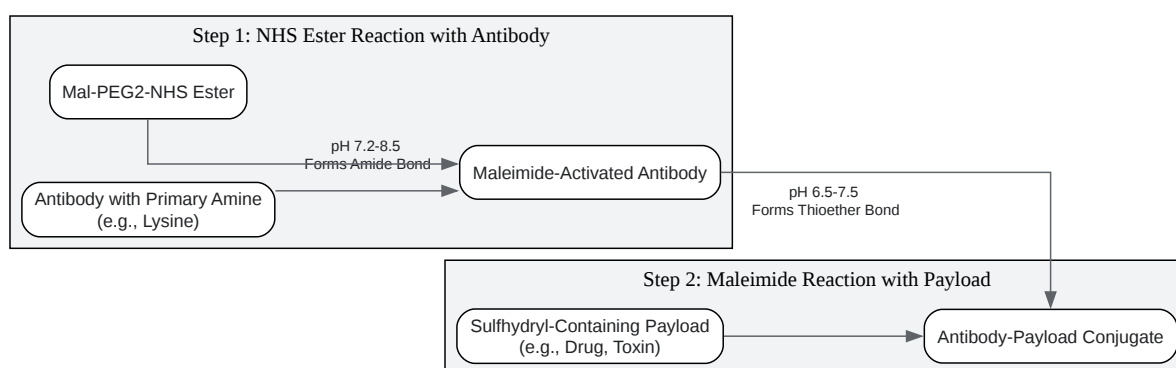 Step 1: NHS Ester Reaction with Antibody
Mal-PEG2-NHS Ester
pH 7.2-8.5
Forms Amide Bond
Maleimide-Activated Antibody
Antibody with Primary Amine
(e.g., Lysine)
pH 6.5-7.5
Forms Thioether Bond
Step 2: Maleimide Reaction with Payload
Sulfhydryl-Containing Payload
(e.g., Drug, Toxin)
Antibody-Payload Conjugate